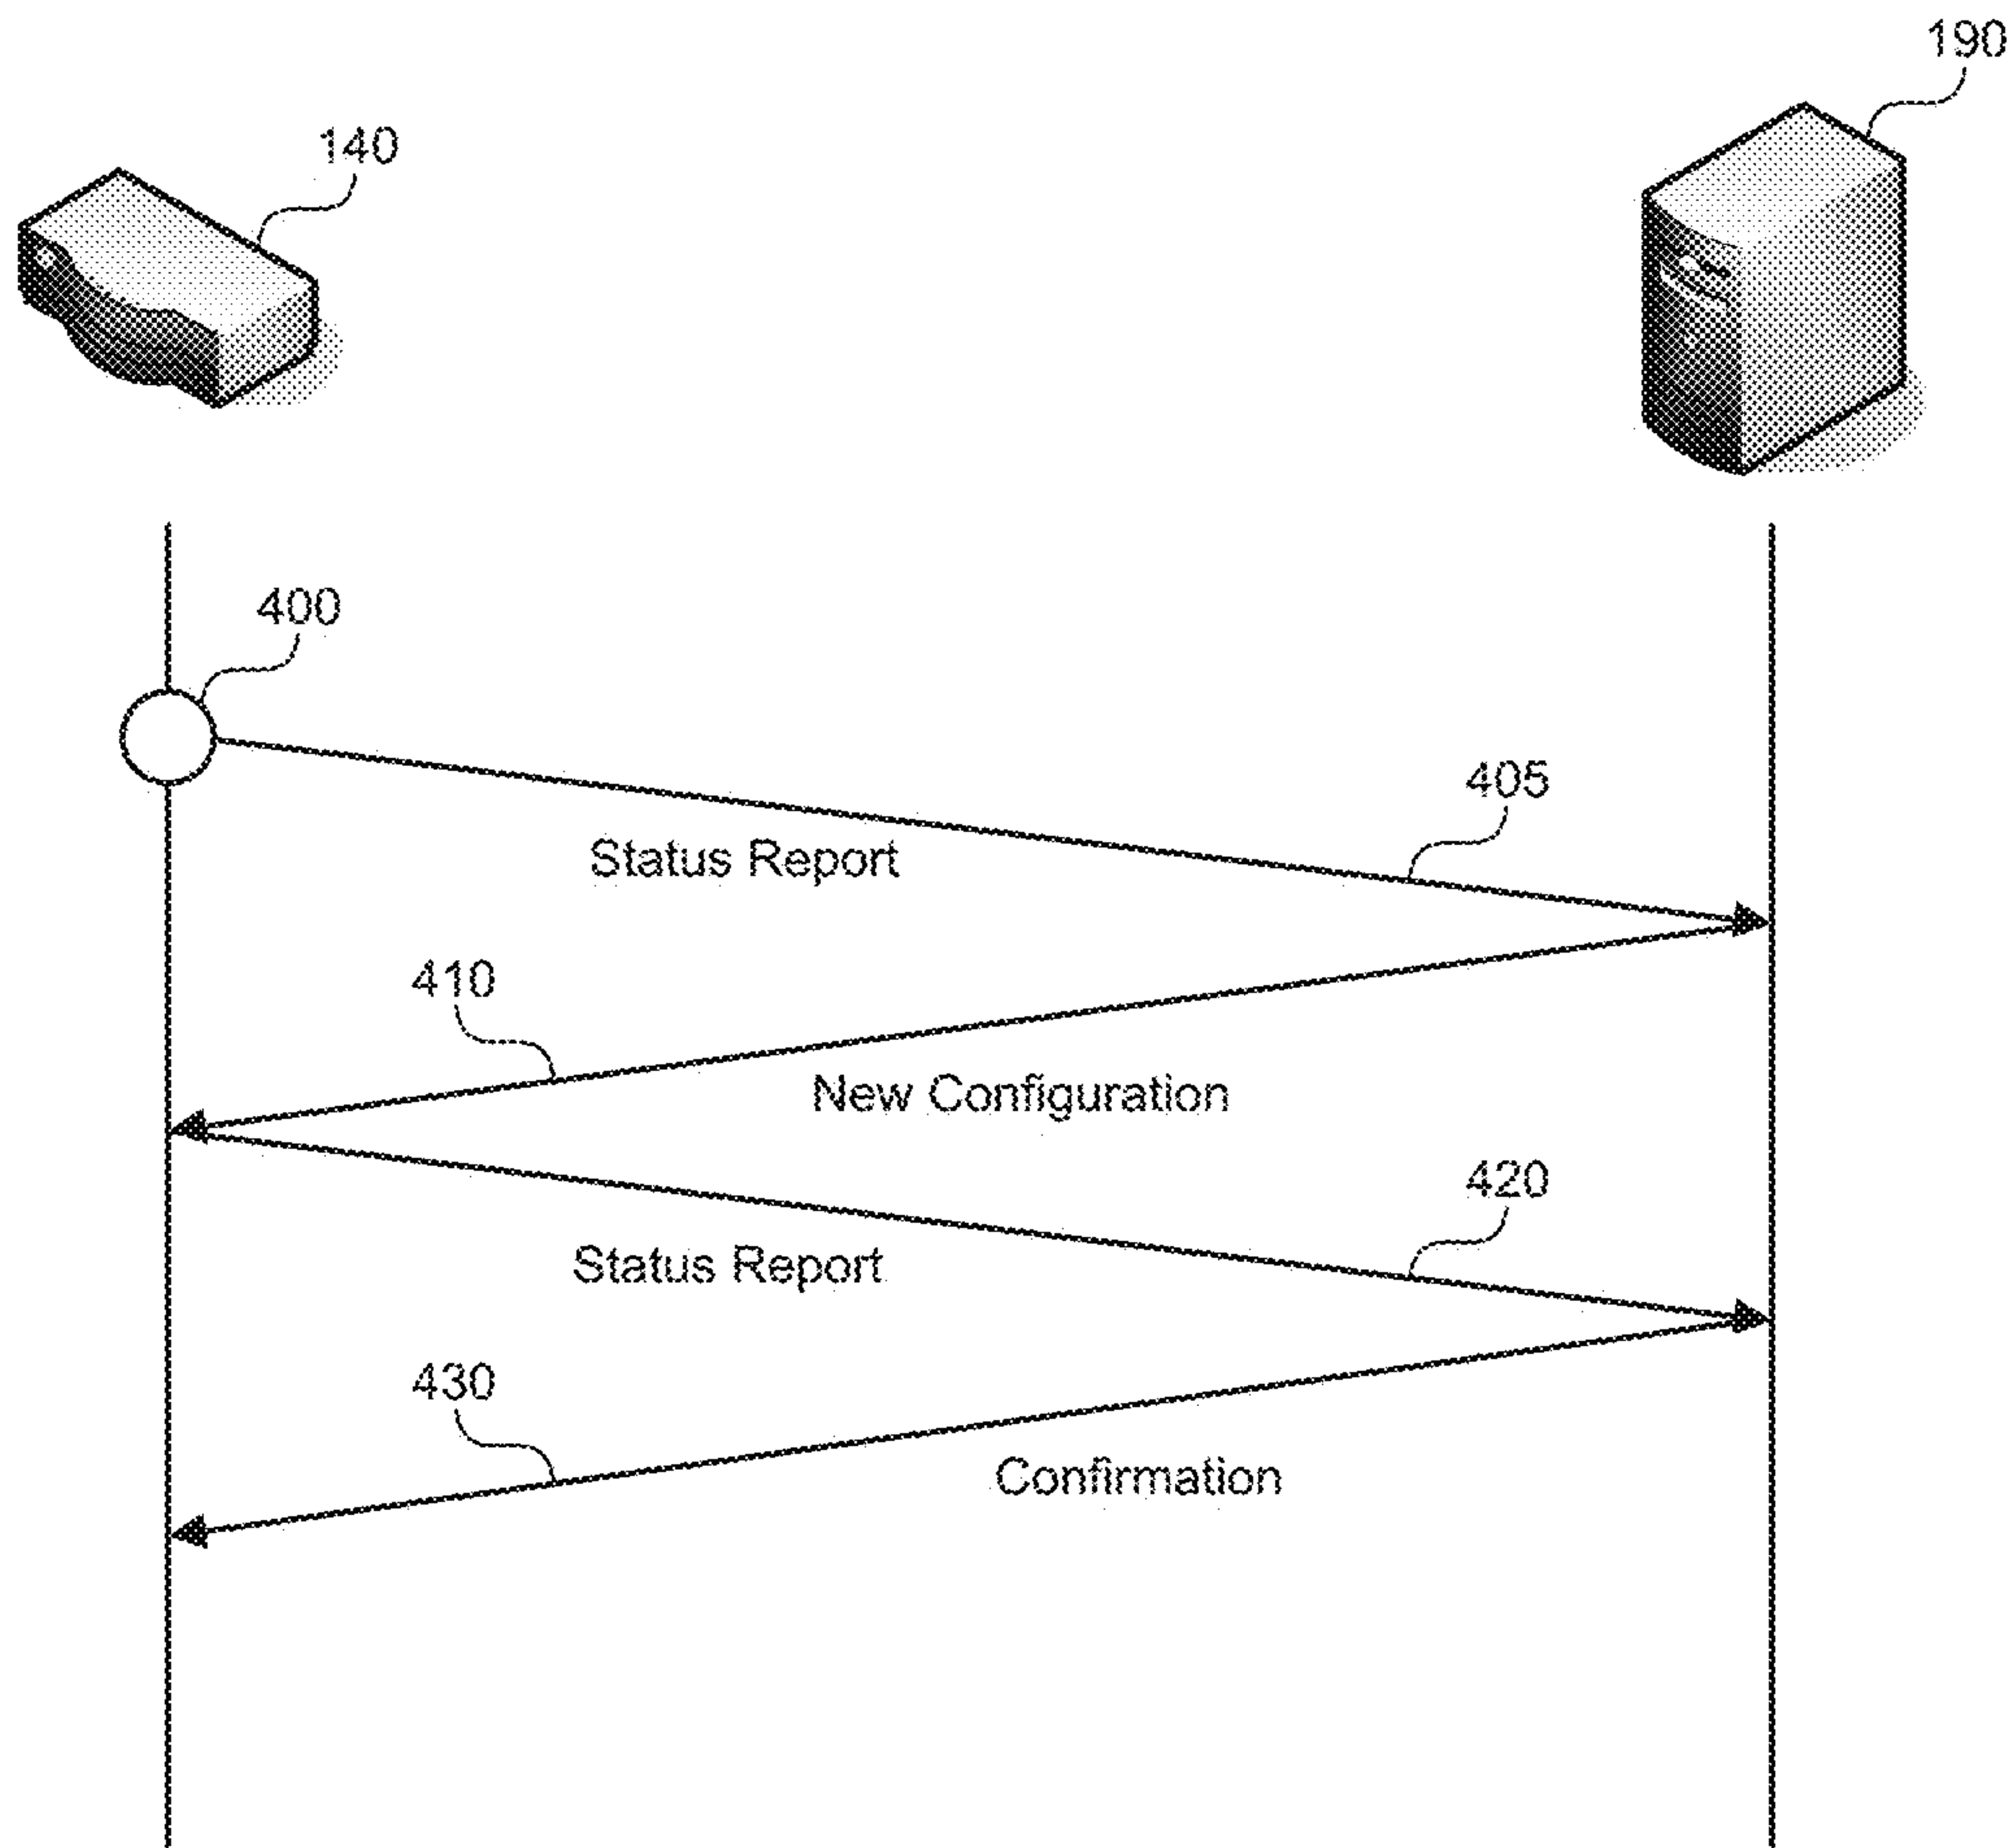 190
140
400
405
Status Report
410
New Configuration
420
Status Report
430
Confirmation